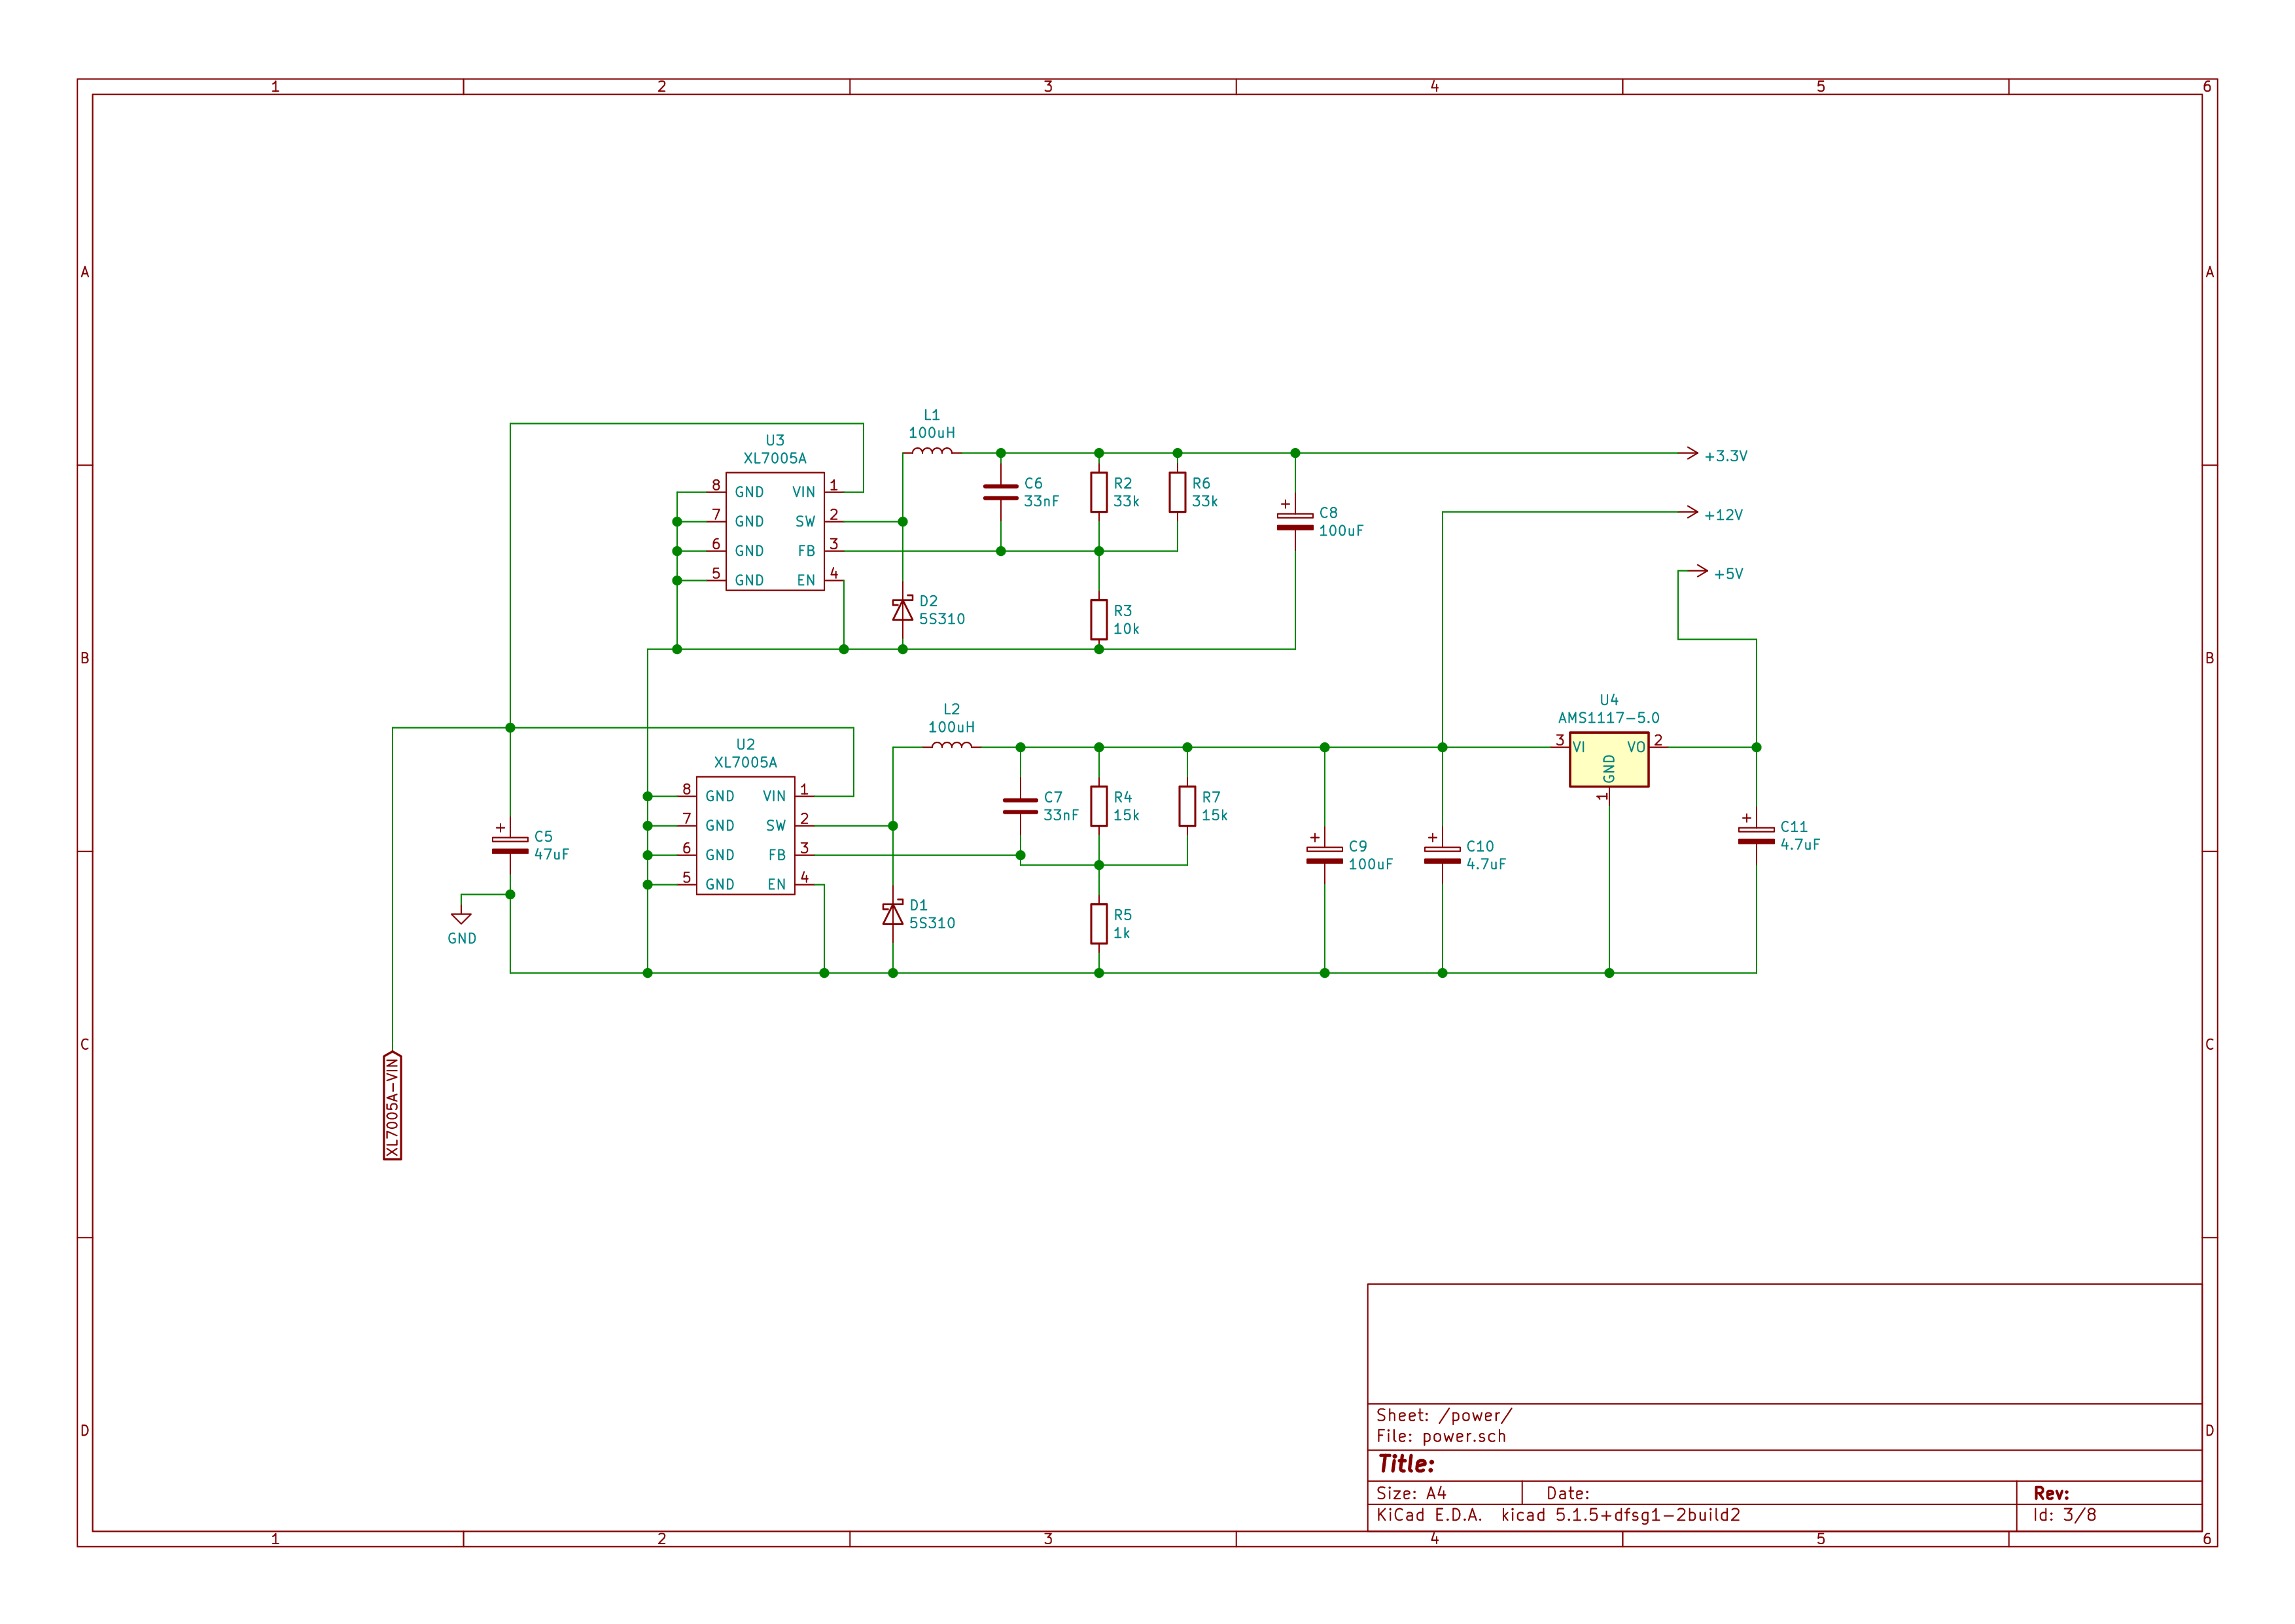 1 2 3 4 5 6
A A
L1
100uH
U3
XL7005A
8 GND VIN 1
7 GND SW 2
6 GND FB 3
5 GND EN 4
C6
33nF
R2
33k
R6
33k
+3.3V
C8
100uF
+12V
+5V
D2
5S310
R3
10k
B B
L2
100uH
U4
AMS1117-5.0
3 VI VO 2
GND
1
U2
XL7005A
8 GND VIN 1
7 GND SW 2
6 GND FB 3
5 GND EN 4
C7
33nF
R4
15k
R7
15k
C5
47uF
C9
100uF
C10
4.7uF
C11
4.7uF
D1
5S310
R5
1k
GND
C C
XL7005A-VIN
D D
Sheet: /power/
File: power.sch
Title:
Size: A4 Date: Rev:
KiCad E.D.A. kicad 5.1.5+dfsg1-2build2 Id: 3/8
1 2 3 4 5 6